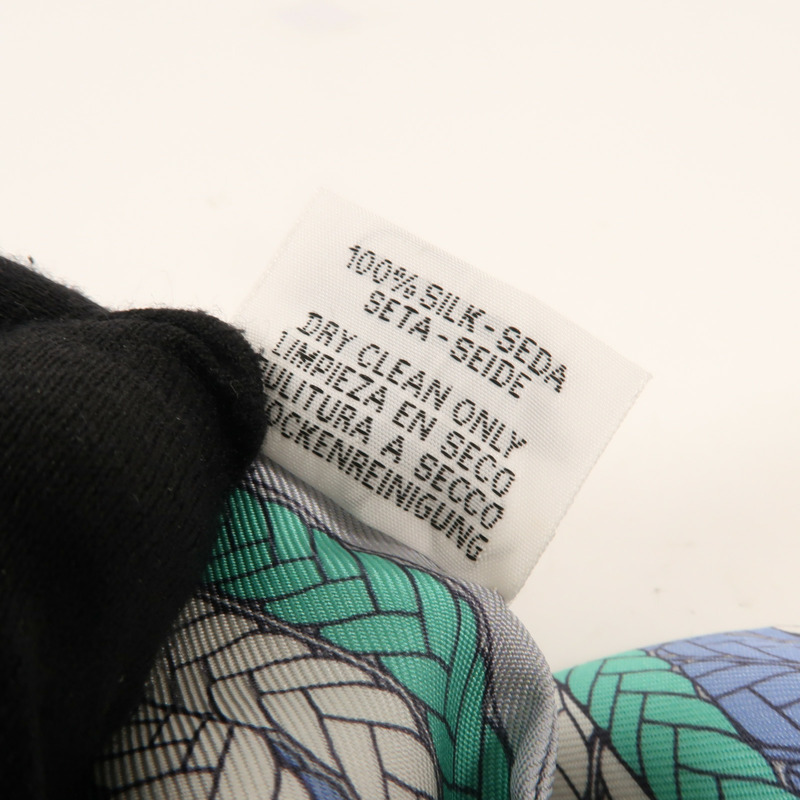 100% SILK-SEDA
SETA-SEIDE
DRY CLEAN ONLY
LIMPIEZA EN SECO
ULITURA A SECCO
OCKENREINIGUNG